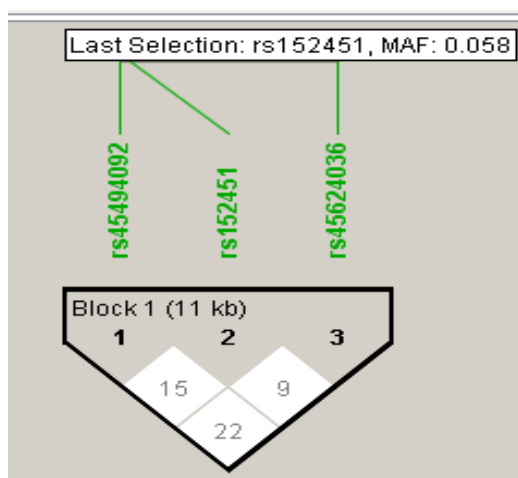 Last Selection: rs152451, MAF: 0.058
rs45494092
rs152451
rs45624036
Block 1 (11 kb)
1 2 3
15 9
22